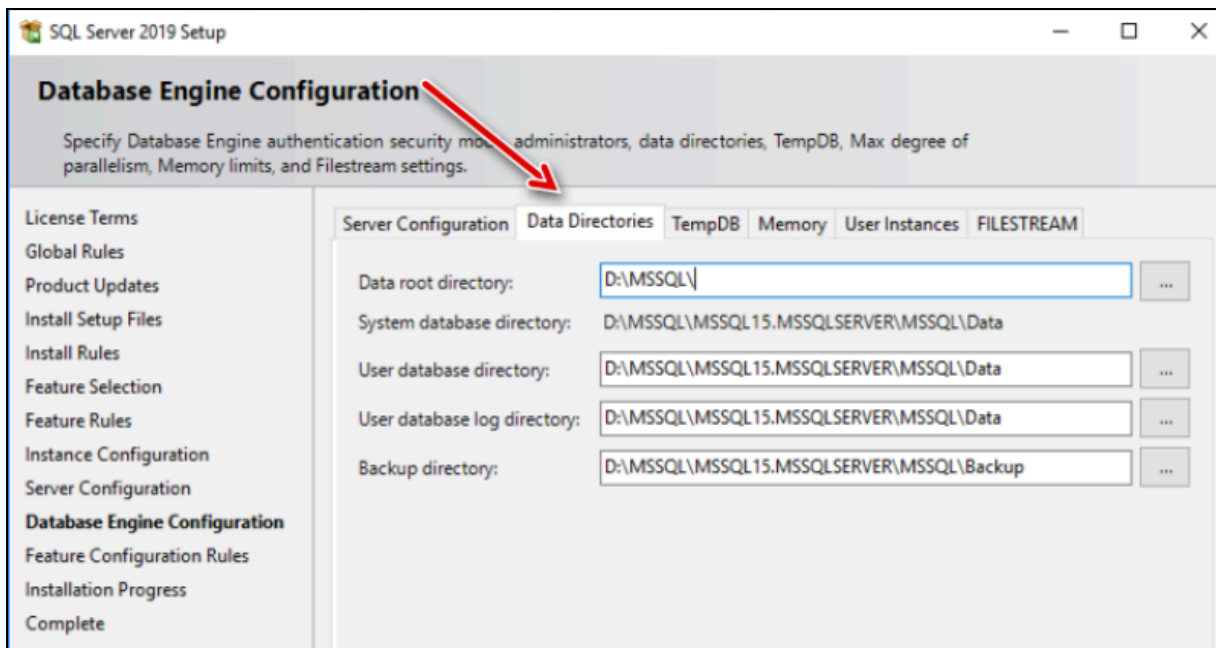 SQL Server 2019 Setup
Database Engine Configuration
Specify Database Engine authentication security administrators, data directories, TempDB, Max degree of
parallelism, Memory limits, and Filestream settings.
License Terms
Global Rules
Product Updates
Install Setup Files
Install Rules
Feature Selection
Feature Rules
Instance Configuration
Server Configuration
Database Engine Configuration
Feature Configuration Rules
Installation Progress
Complete
Server Configuration Data Directories TempDB Memory User Instances FILESTREAM
Data root directory: D:\MSSQL\ ...
System database directory: D:\MSSQL\MSSQL15.MSSQLSERVER\MSSQL\Data
User database directory: D:\MSSQL\MSSQL15.MSSQLSERVER\MSSQL\Data ...
User database log directory: D:\MSSQL\MSSQL15.MSSQLSERVER\MSSQL\Data ...
Backup directory: D:\MSSQL\MSSQL15.MSSQLSERVER\MSSQL\Backup ...